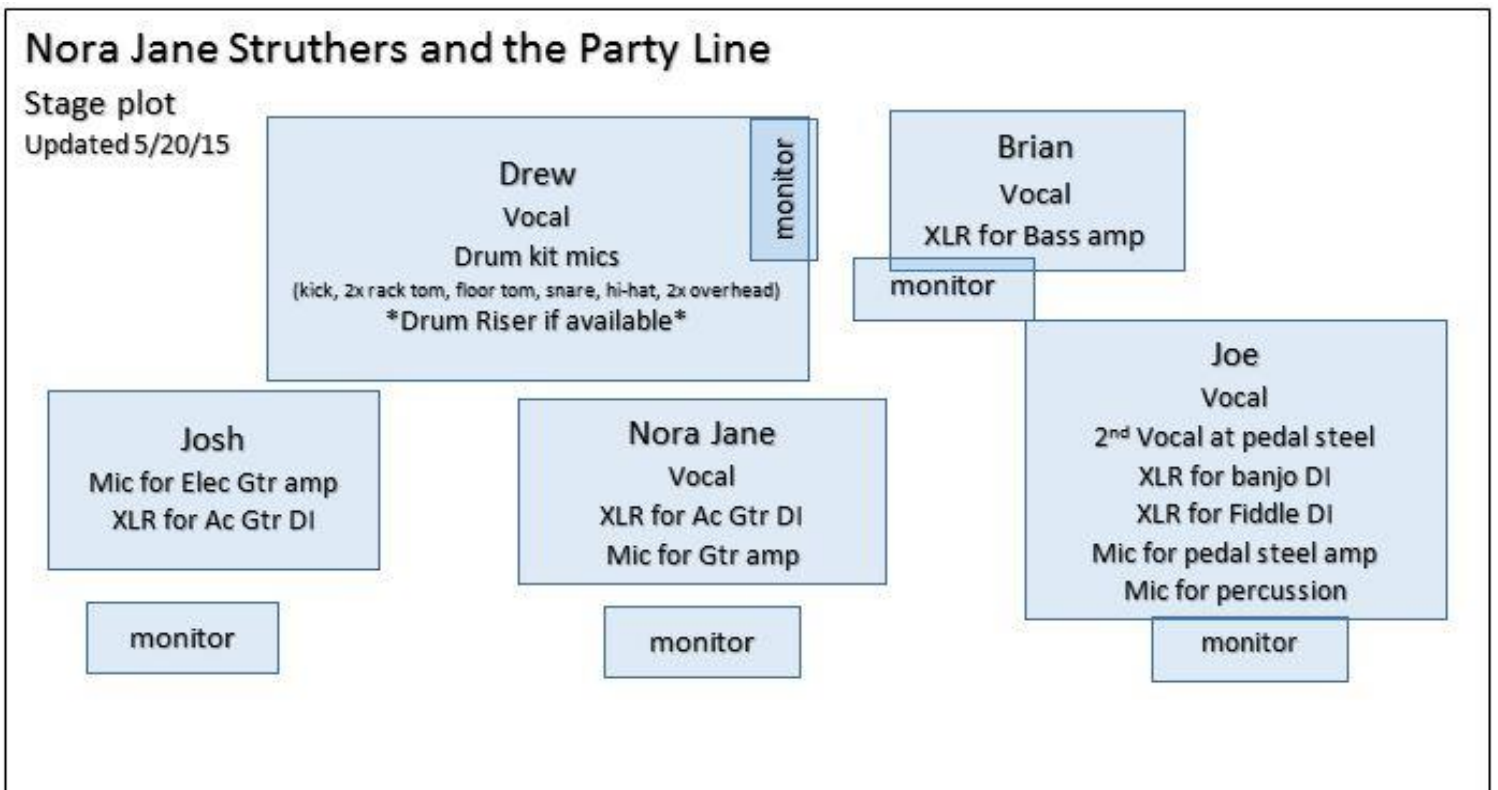 Nora Jane Struthers and the Party Line
Stage plot
Updated 5/20/15
Drew
Vocal
Drum kit mics
(kick, 2x rack tom, floor tom, snare, hi-hat, 2x overhead)
*Drum Riser if available*
monitor
Brian
Vocal
XLR for Bass amp
monitor
Josh
Mic for Elec Gtr amp
XLR for Ac Gtr DI
monitor
Nora Jane
Vocal
XLR for Ac Gtr DI
Mic for Gtr amp
monitor
Joe
Vocal
2nd Vocal at pedal steel
XLR for banjo DI
XLR for Fiddle DI
Mic for pedal steel amp
Mic for percussion
monitor